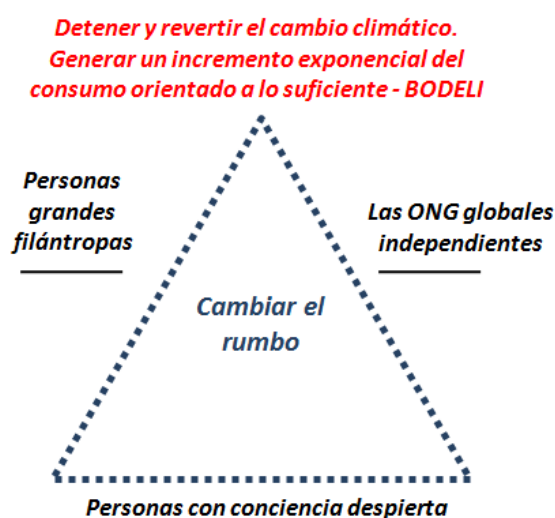 Detener y revertir el cambio climático.
Generar un incremento exponencial del
consumo orientado a lo suficiente - BODELI
Personas
grandes
filántropas
Las ONG globales
independientes
Cambiar el
rumbo
Personas con conciencia despierta